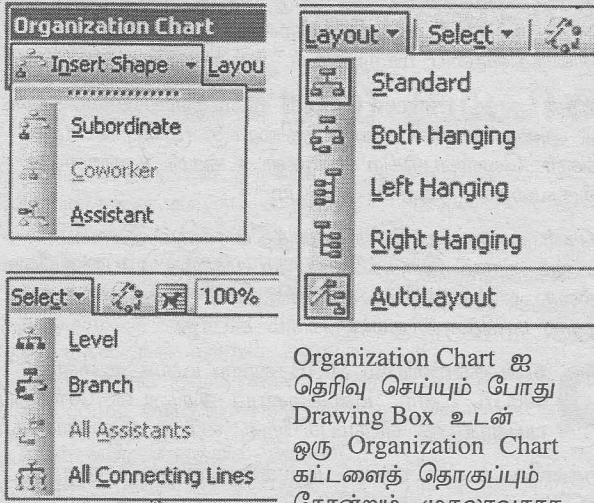 Organization Chart
Insert Shape Layou
Subordinate
Coworker
Assistant
Layout Select
Standard
Both Hanging
Left Hanging
Right Hanging
AutoLayout
Select 100%
Level
Branch
All Assistants
All Connecting Lines
Organization Chart ஐ
தெரிவு செய்யும் போது
Drawing Box உடன்
ஒரு Organization Chart
கட்டளைத் தொகுப்பும்